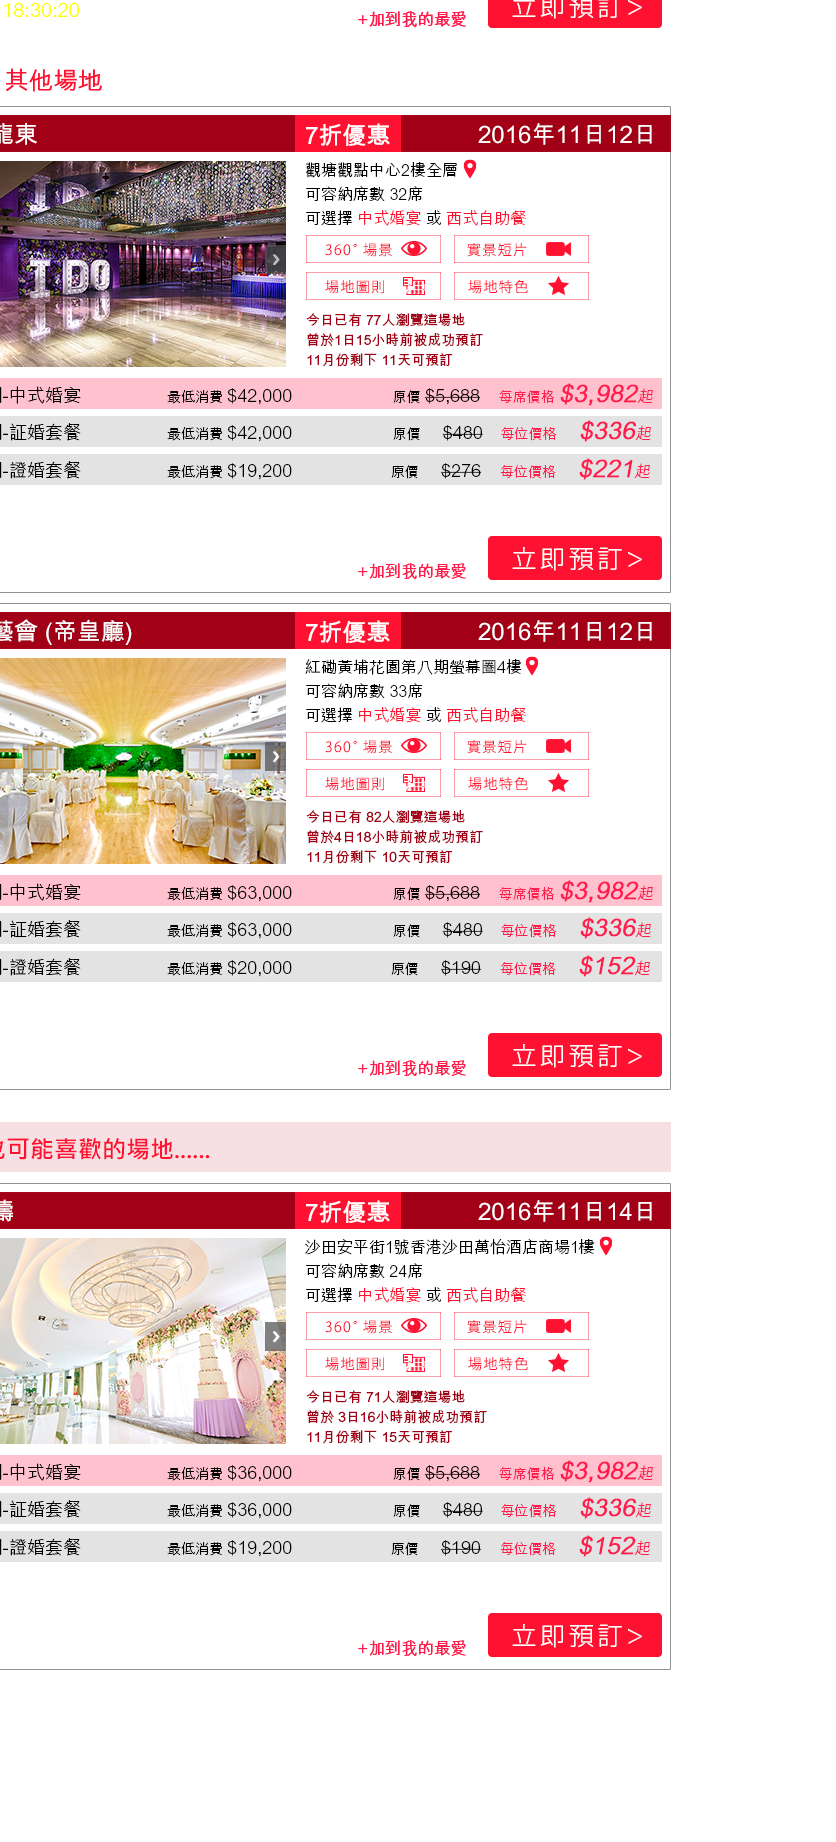 18:30:20
+加到我的最愛
立即預訂>
其他場地
龍東
7折優惠
2016年11日12日
I DO
觀塘觀點中心2樓全層
可容納席數 32席
可選擇 中式婚宴 或 西式自助餐
360° 場景
實景短片
場地圖則
場地特色
今日已有 77人瀏覽這場地
曾於1日15小時前被成功預訂
11月份剩下 11天可預訂
-中式婚宴 最低消費 $42,000 原價 $5,688 每席價格 $3,982起
-証婚套餐 最低消費 $42,000 原價 $480 每位價格 $336起
-證婚套餐 最低消費 $19,200 原價 $276 每位價格 $221起
+加到我的最愛
立即預訂>
藝會 (帝皇廳)
7折優惠
2016年11日12日
紅磡黃埔花園第八期螢幕圈4樓
可容納席數 33席
可選擇 中式婚宴 或 西式自助餐
360° 場景
實景短片
場地圖則
場地特色
今日已有 82人瀏覽這場地
曾於4日18小時前被成功預訂
11月份剩下 10天可預訂
-中式婚宴 最低消費 $63,000 原價 $5,688 每席價格 $3,982起
-証婚套餐 最低消費 $63,000 原價 $480 每位價格 $336起
-證婚套餐 最低消費 $20,000 原價 $190 每位價格 $152起
+加到我的最愛
立即預訂>
可能喜歡的場地......
7折優惠
2016年11日14日
沙田安平街1號香港沙田萬怡酒店商場1樓
可容納席數 24席
可選擇 中式婚宴 或 西式自助餐
360° 場景
實景短片
場地圖則
場地特色
今日已有 71人瀏覽這場地
曾於 3日16小時前被成功預訂
11月份剩下 15天可預訂
-中式婚宴 最低消費 $36,000 原價 $5,688 每席價格 $3,982起
-証婚套餐 最低消費 $36,000 原價 $480 每位價格 $336起
-證婚套餐 最低消費 $19,200 原價 $190 每位價格 $152起
+加到我的最愛
立即預訂>